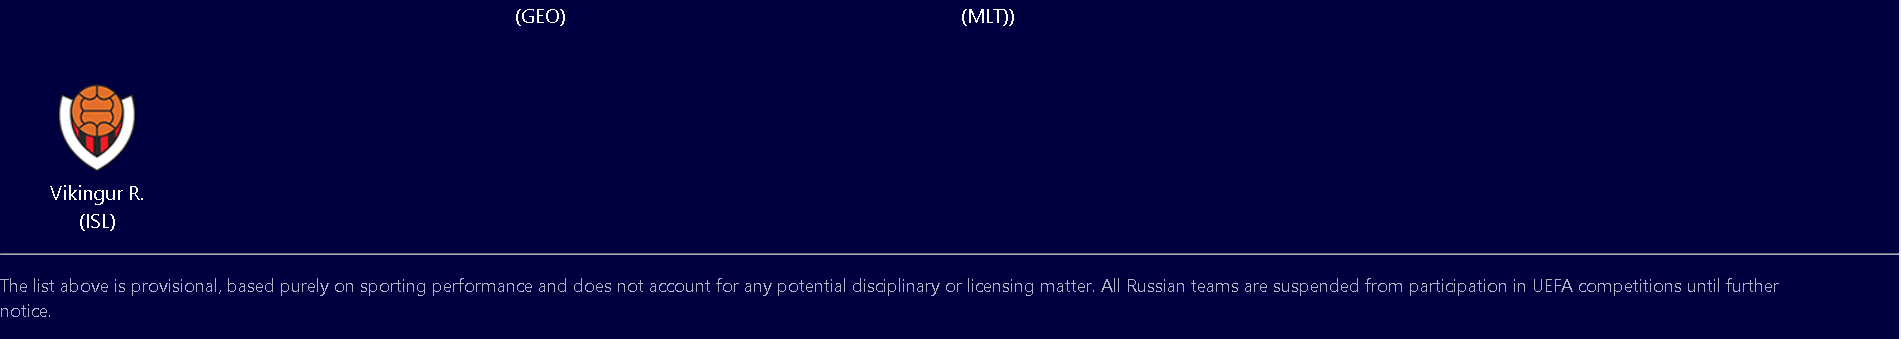 (GEO)
(MLT))
Vikingur R.
(ISL)
The list above is provisional, based purely on sporting performance and does not account for any potential disciplinary or licensing matter. All Russian teams are suspended from participation in UEFA competitions until further
notice.